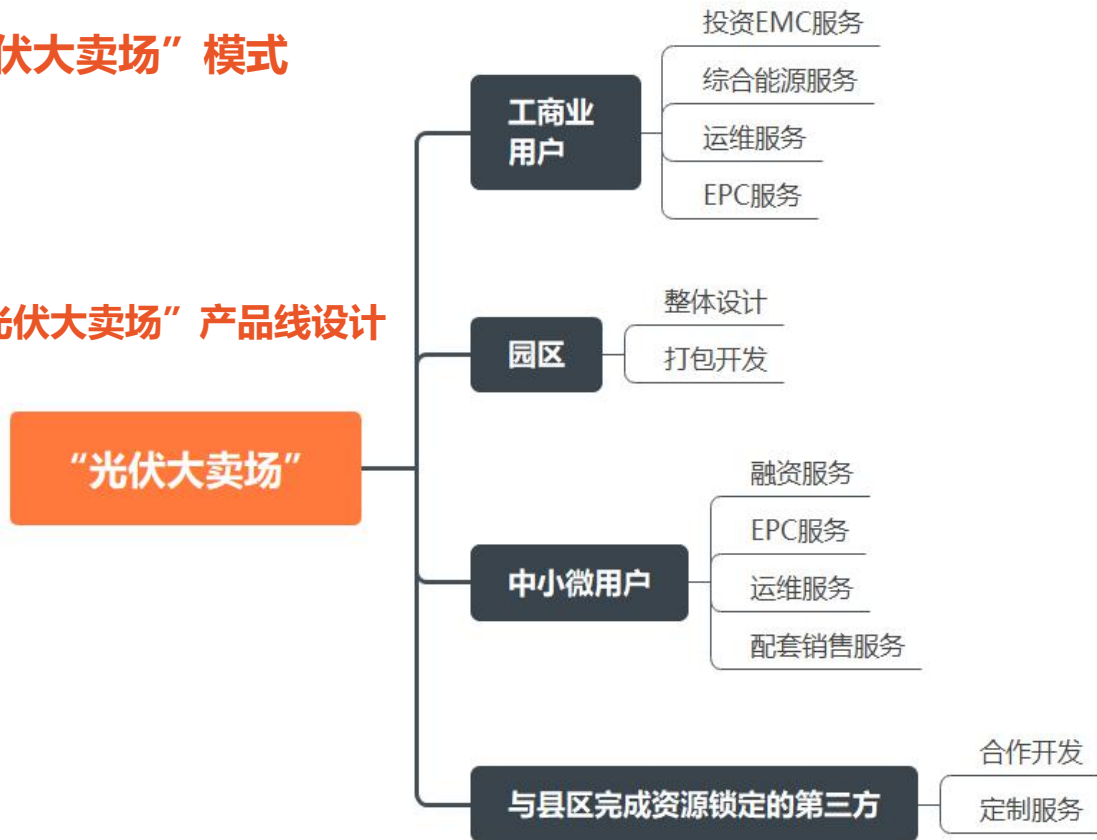 伏大卖场”模式
伏大卖场”产品线设计
“光伏大卖场”
工商业
用户
投资EMC服务
综合能源服务
运维服务
EPC服务
园区
整体设计
打包开发
中小微用户
融资服务
EPC服务
运维服务
配套销售服务
与县区完成资源锁定的第三方
合作开发
定制服务